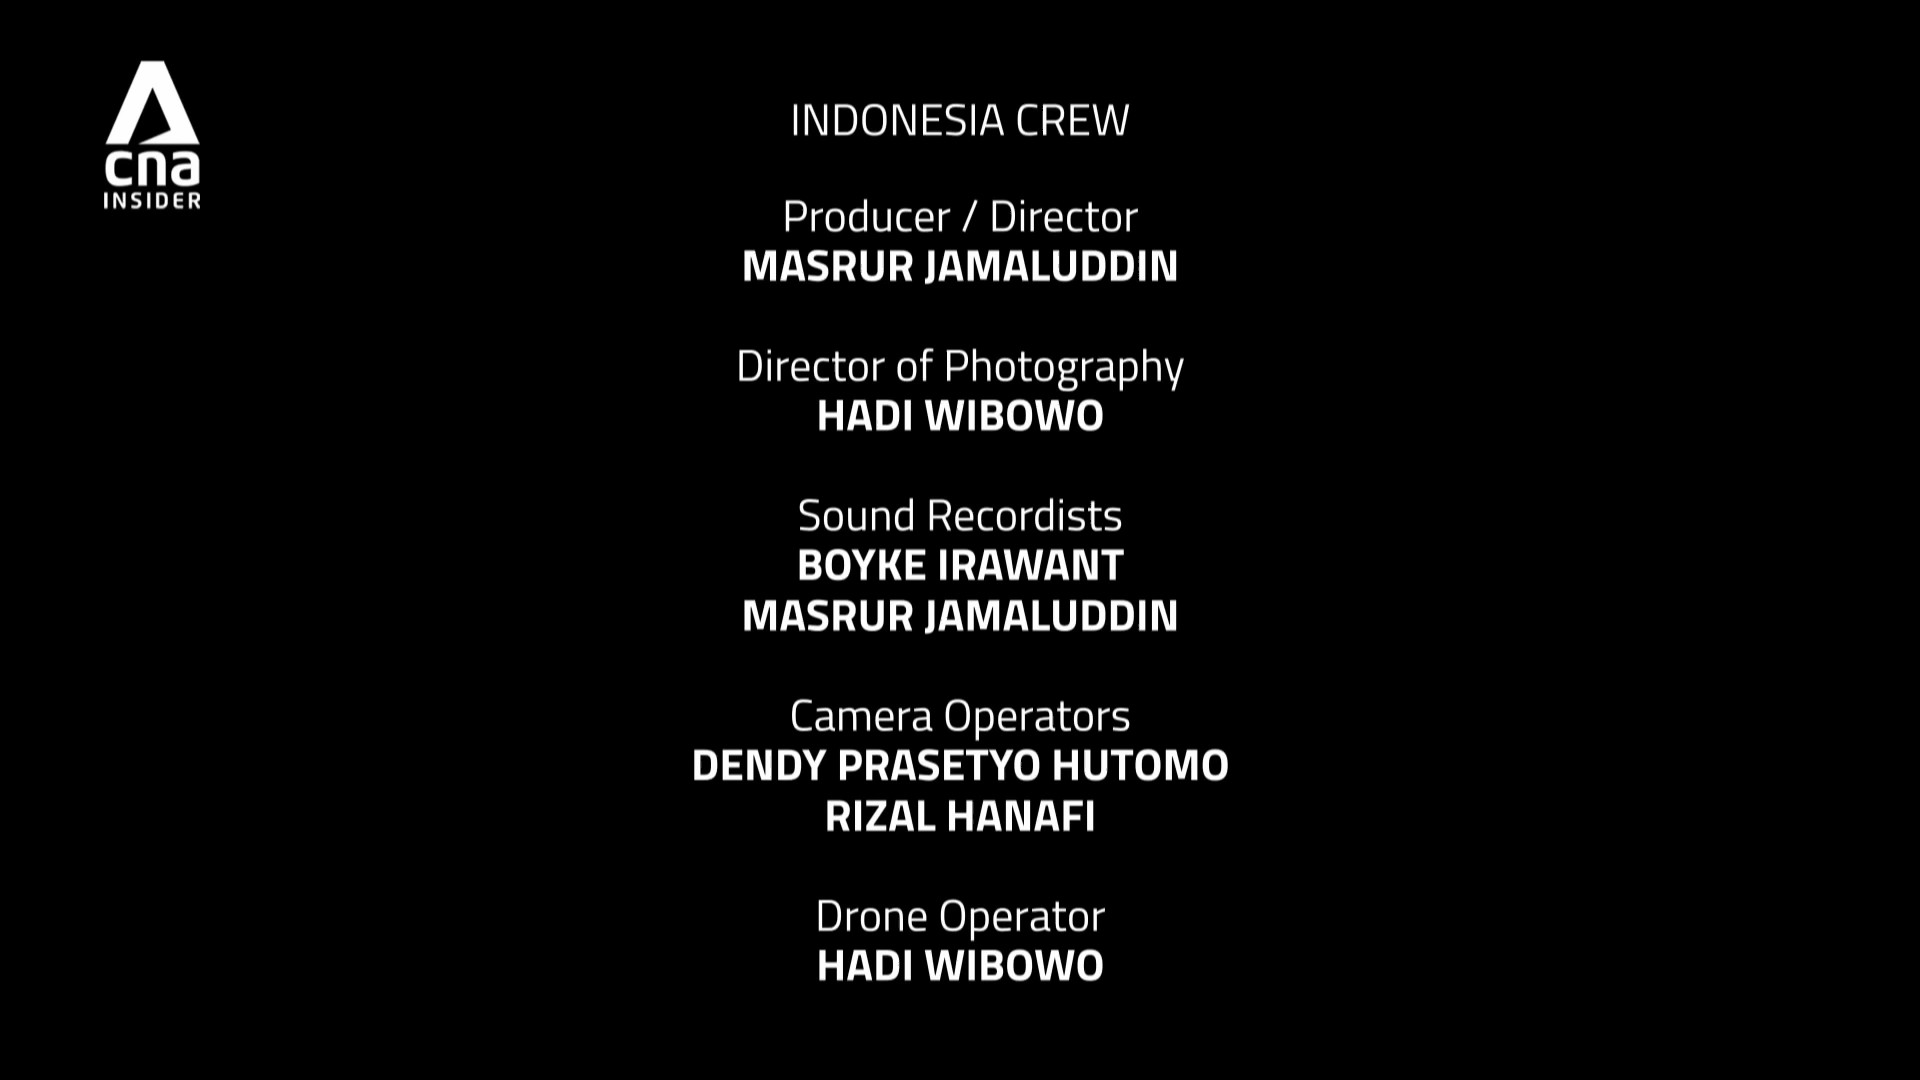 cna
INSIDER
INDONESIA CREW
Producer / Director
MASRUR JAMALUDDIN
Director of Photography
HADI WIBOWO
Sound Recordists
BOYKE IRAWANT
MASRUR JAMALUDDIN
Camera Operators
DENDY PRASETYO HUTOMO
RIZAL HANAFI
Drone Operator
HADI WIBOWO